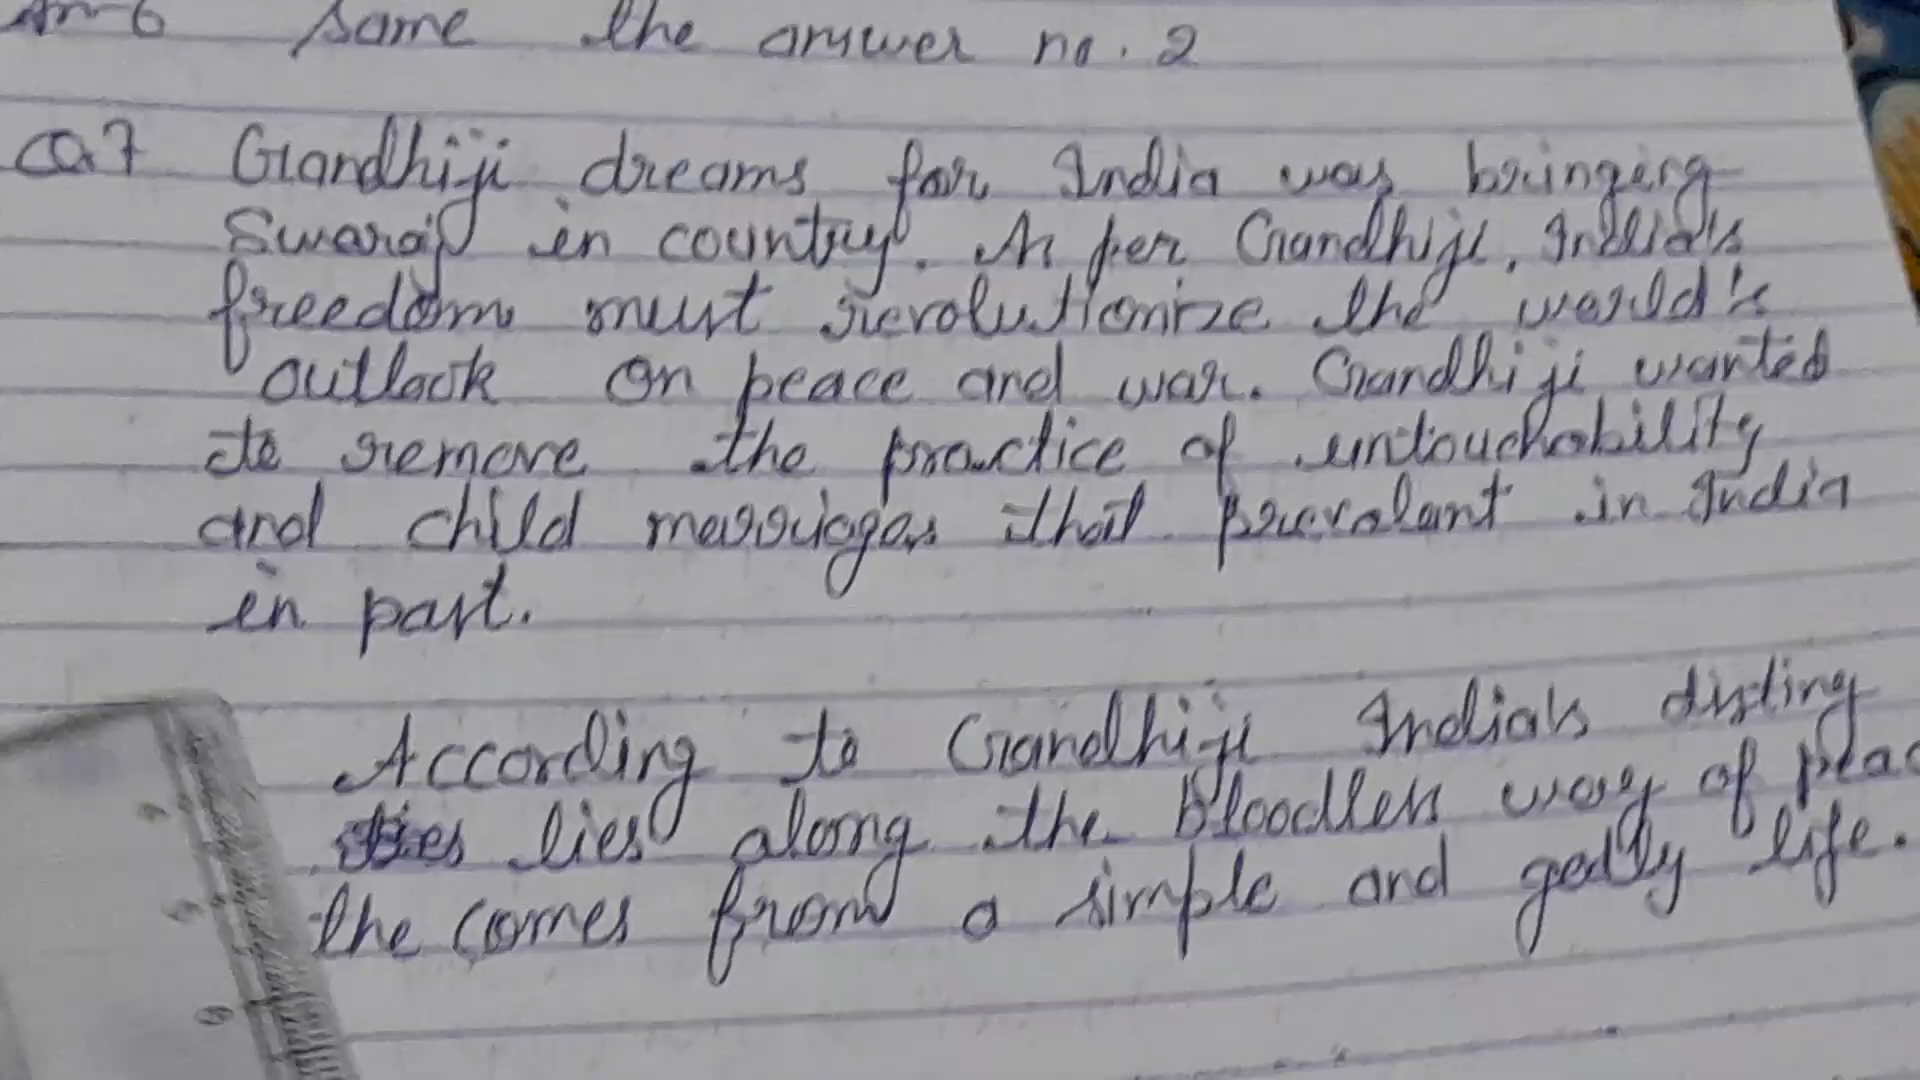 Ans-6 Same the answer no. 2
Q.7 Gandhiji dreams for India was bringing
Swaraj in country. As per Gandhiji, India's
freedom must revolutionize the world's
outlook on peace and war. Gandhiji wanted
to remove the practice of untouchability
and child marriages that prevalent in India
in past.
According to Gandhiji India's
lies along the Bloodless way of peac
the comes from a simple and godly life.